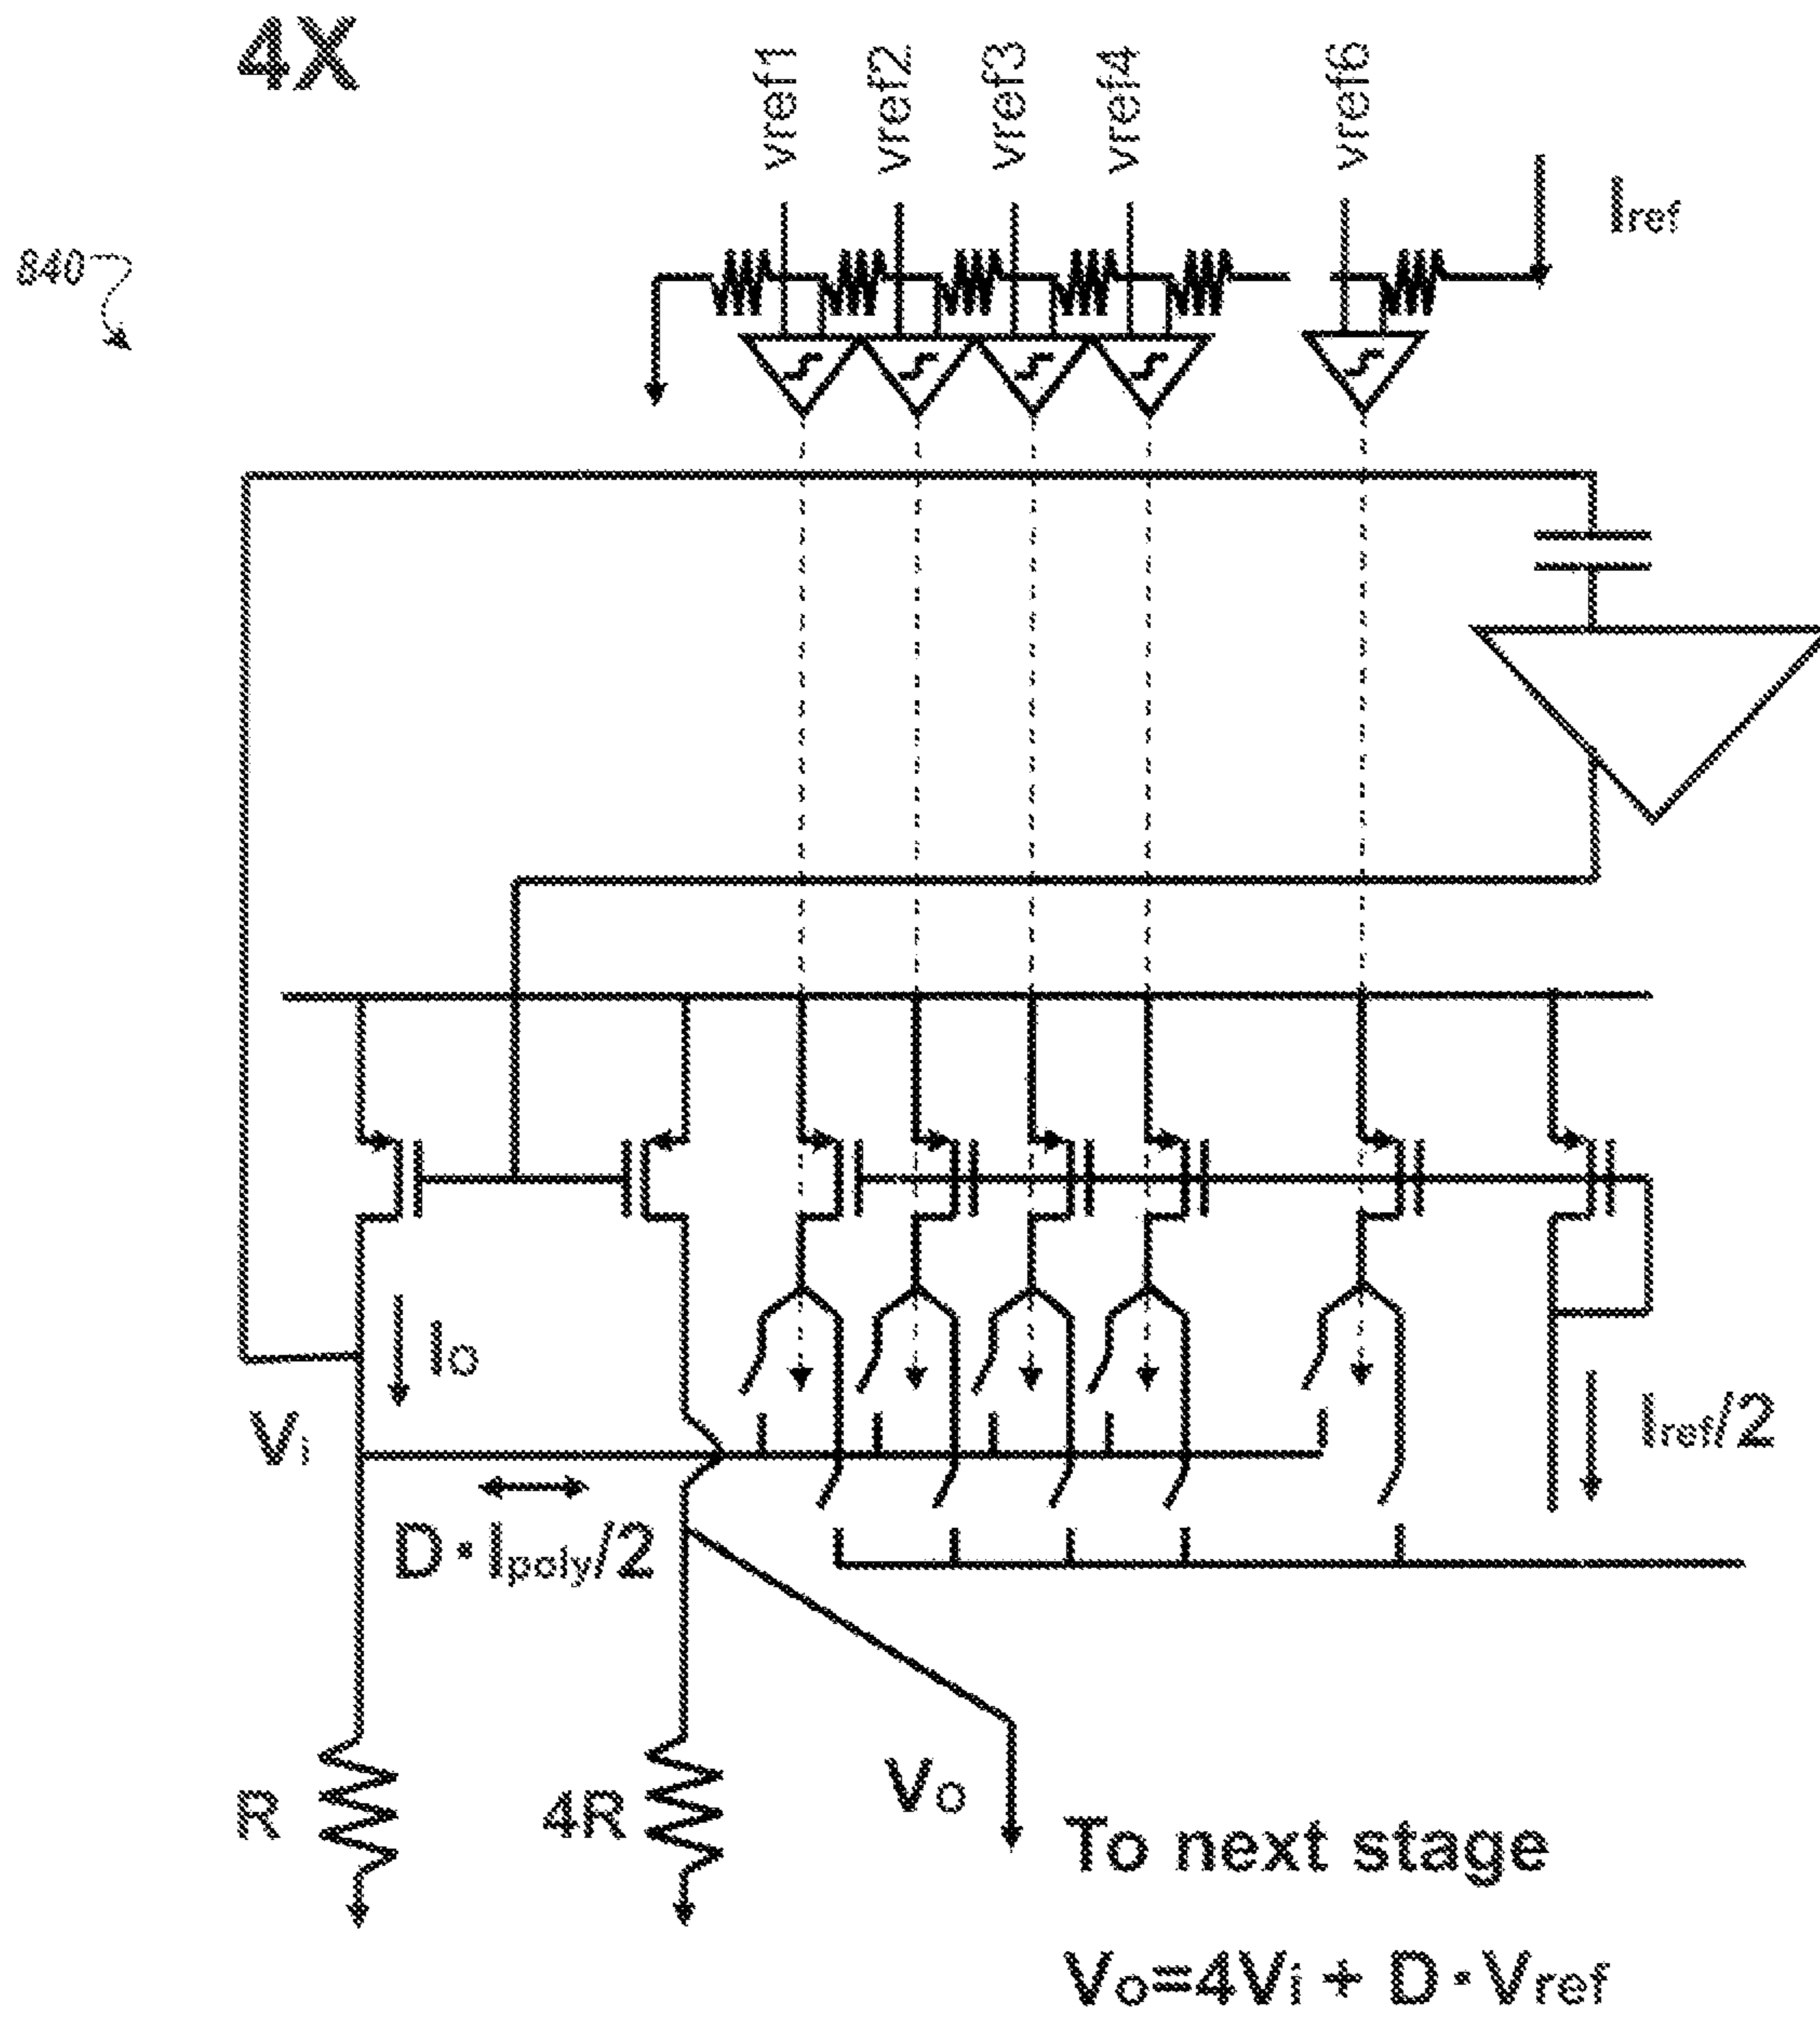 4X
vref1
vref2
vref3
vref4
vref6
Iref
840
IO
Vi
Iref/2
D·Ipoly/2
R
4R
VO
To next stage
VO=4Vi + D·Vref